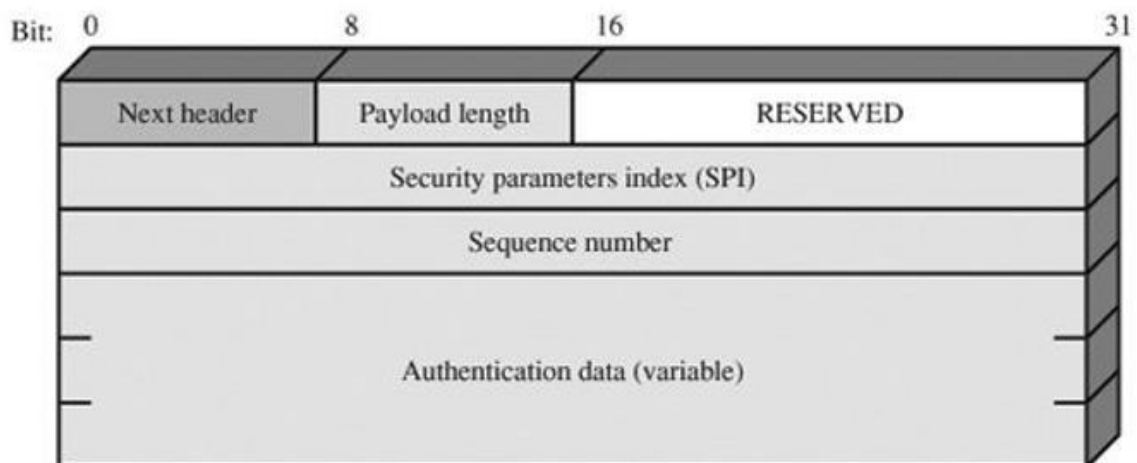 Bit: 0 8 16 31
Next header Payload length RESERVED
Security parameters index (SPI)
Sequence number
Authentication data (variable)